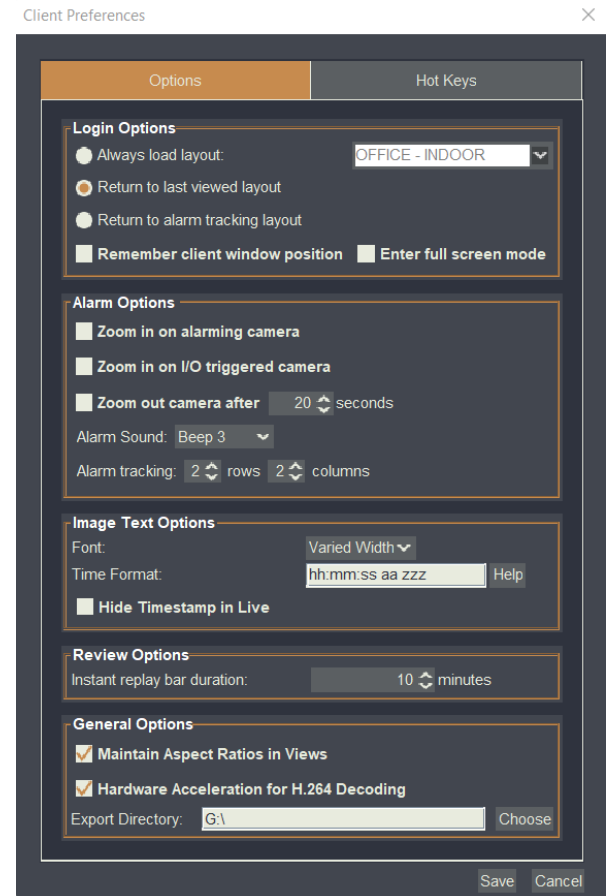 Client Preferences
Options Hot Keys
Login Options
Always load layout: OFFICE - INDOOR
Return to last viewed layout
Return to alarm tracking layout
Remember client window position Enter full screen mode
Alarm Options
Zoom in on alarming camera
Zoom in on I/O triggered camera
Zoom out camera after 20 seconds
Alarm Sound: Beep 3
Alarm tracking: 2 rows 2 columns
Image Text Options
Font: Varied Width
Time Format: hh:mm:ss aa zzz Help
Hide Timestamp in Live
Review Options
Instant replay bar duration: 10 minutes
General Options
Maintain Aspect Ratios in Views
Hardware Acceleration for H.264 Decoding
Export Directory: G:\ Choose
Save Cancel